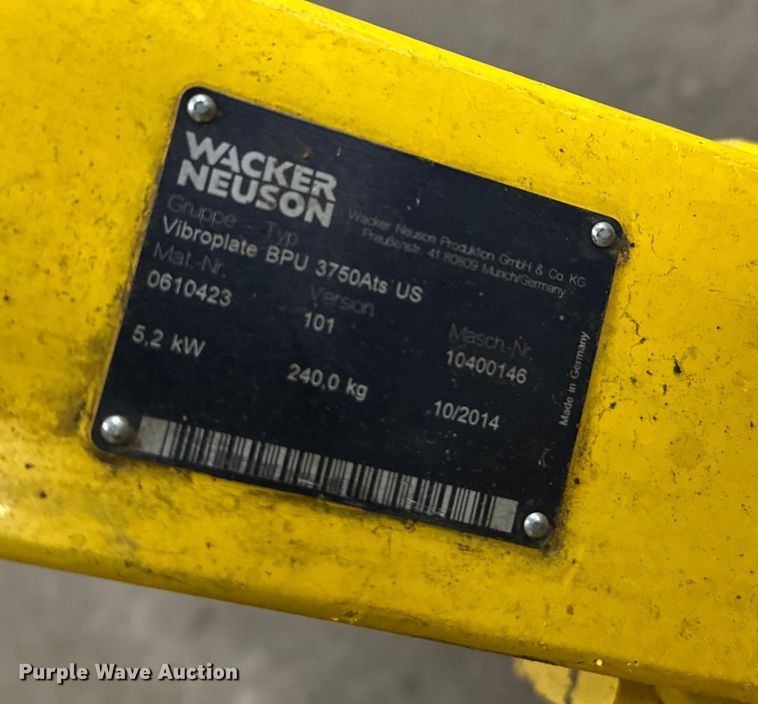 WACKER
NEUSON
Wacker Neuson Produktion GmbH & Co. KG
Preußenstr. 41 80809 Munich/Germany
Gruppe Typ
Vibroplate BPU 3750Ats US
Mat.-Nr. Version Masch.-Nr.
0610423 101 10400146
5,2 kW 240,0 kg 10/2014
Made in Germany
Purple Wave Auction